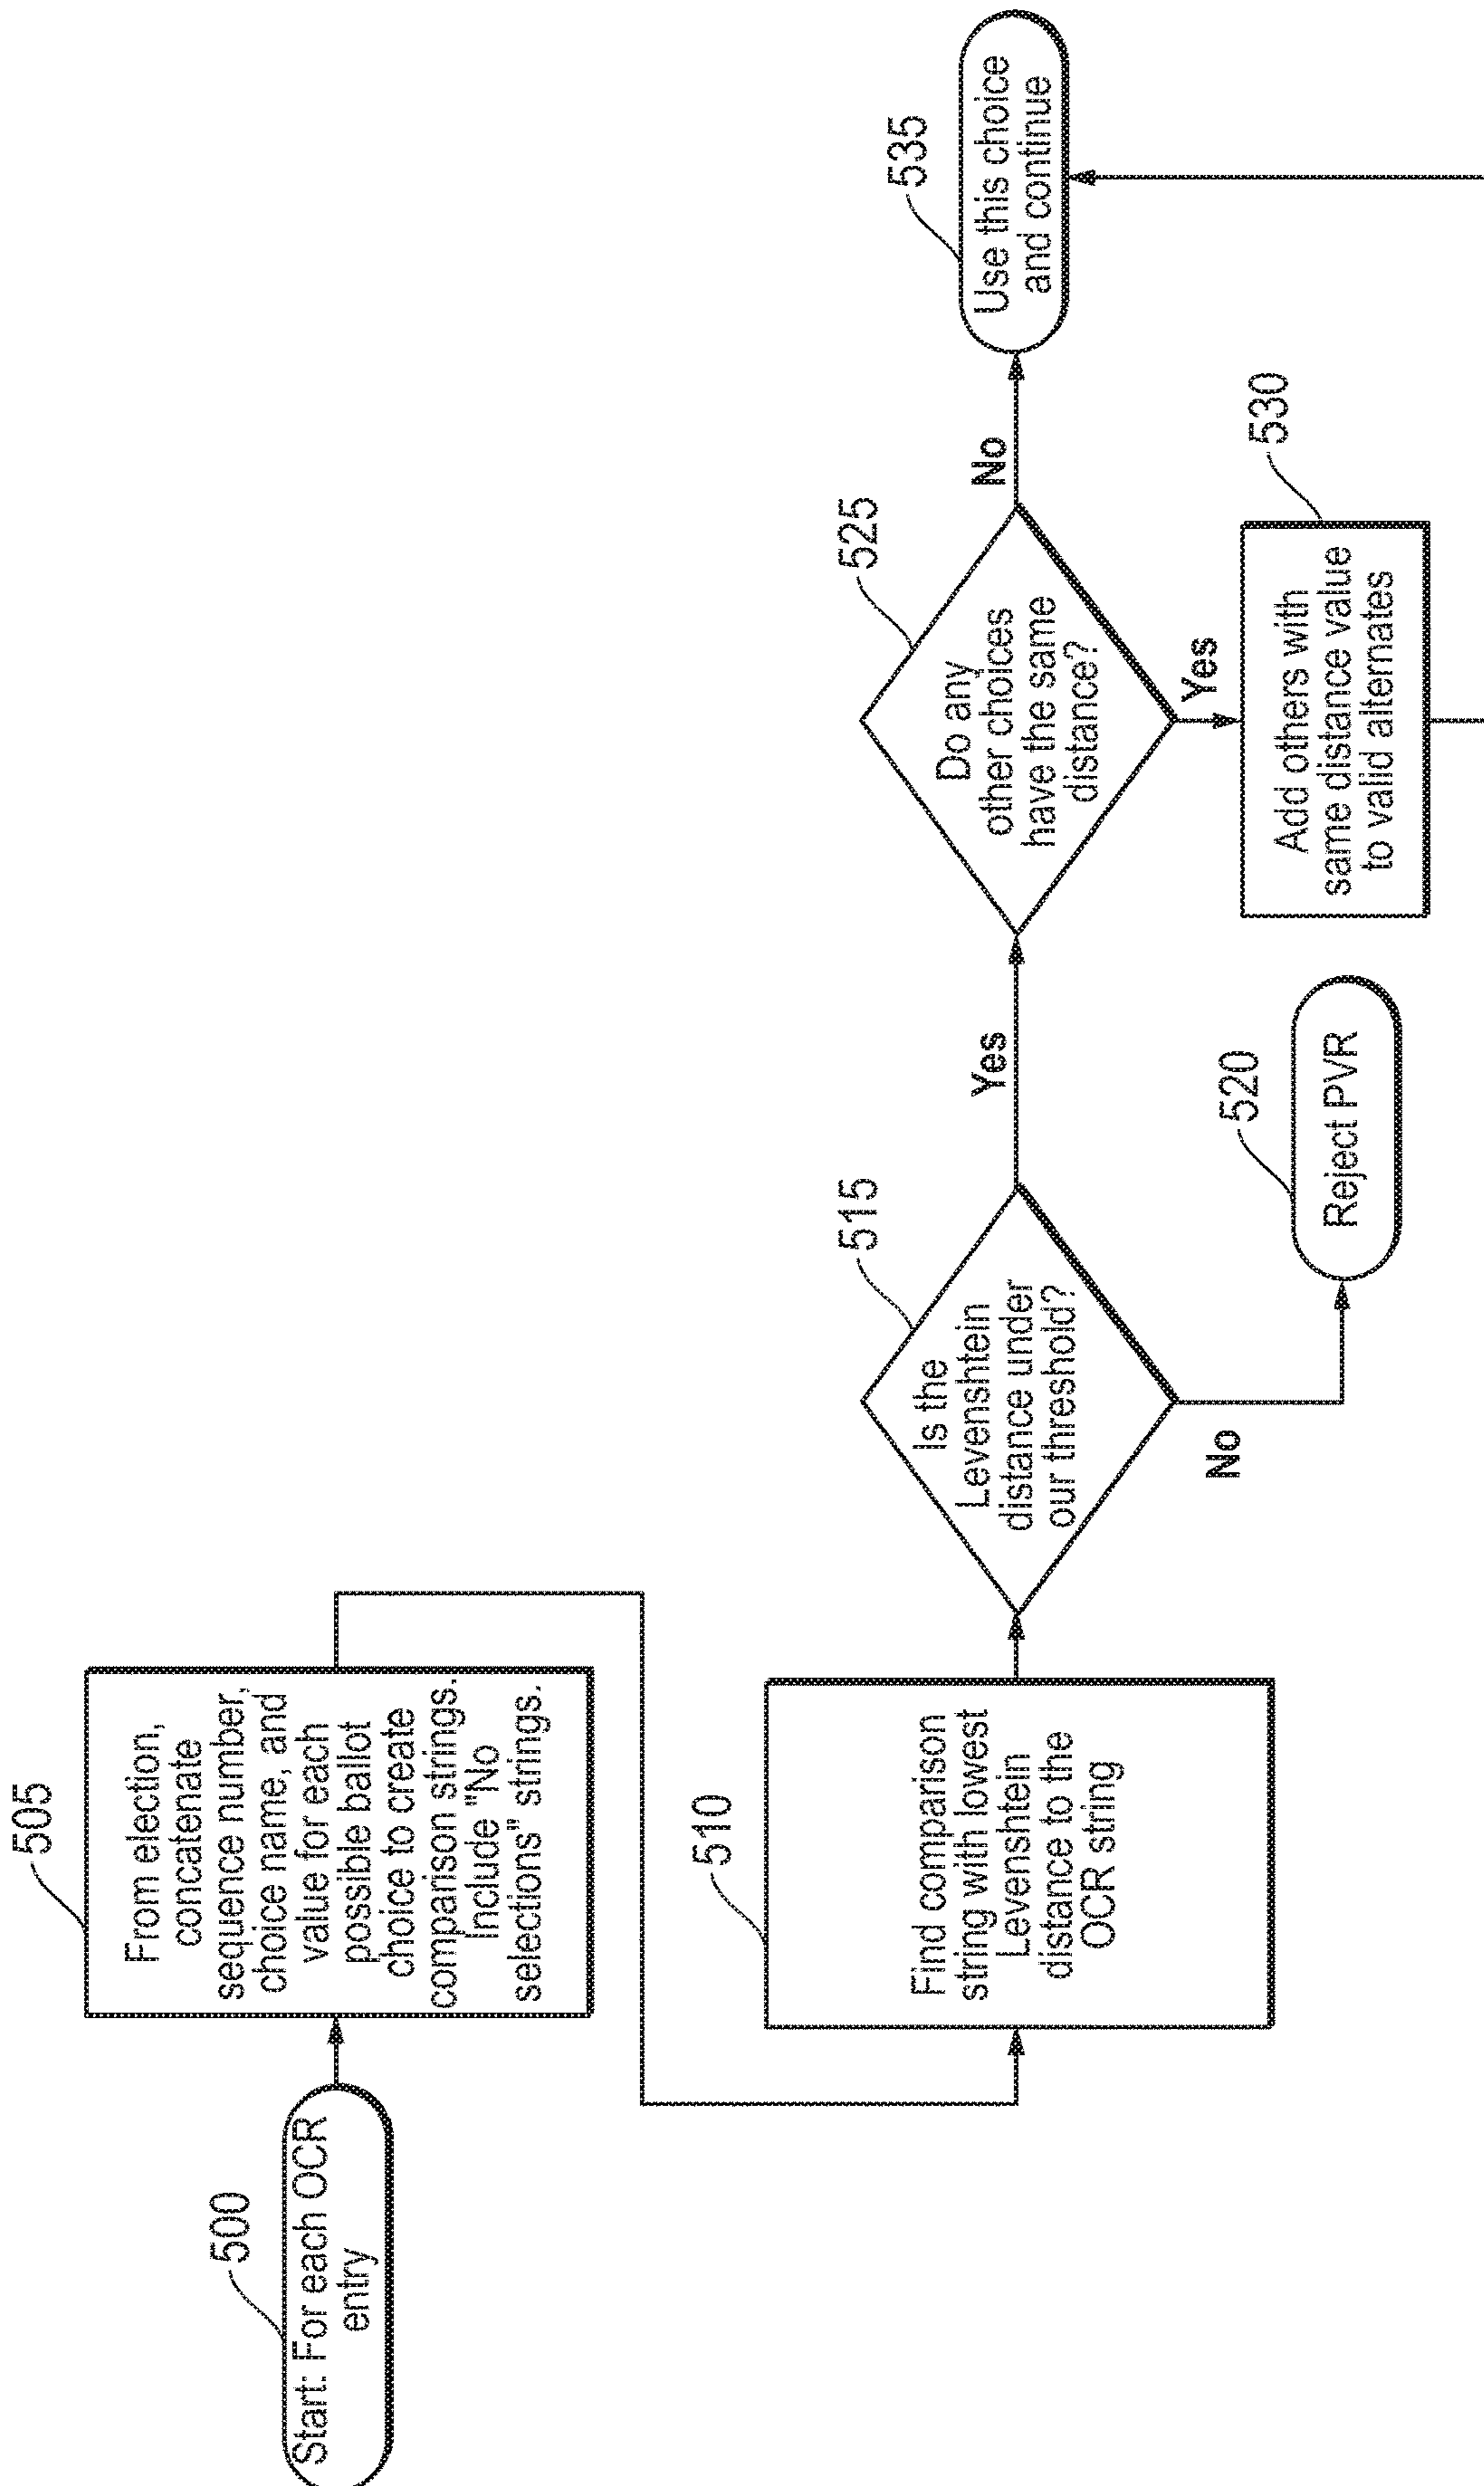 500
Start: For each OCR
entry
505
From election,
concatenate
sequence number,
choice name, and
value for each
possible ballot
choice to create
comparison strings.
Include "No
selections" strings.
510
Find comparison
string with lowest
Levenshtein
distance to the
OCR string
515
Is the
Levenshtein
distance under
our threshold?
No
520
Reject PVR
Yes
525
Do any
other choices
have the same
distance?
Yes
530
Add others with
same distance value
to valid alternates
No
535
Use this choice
and continue